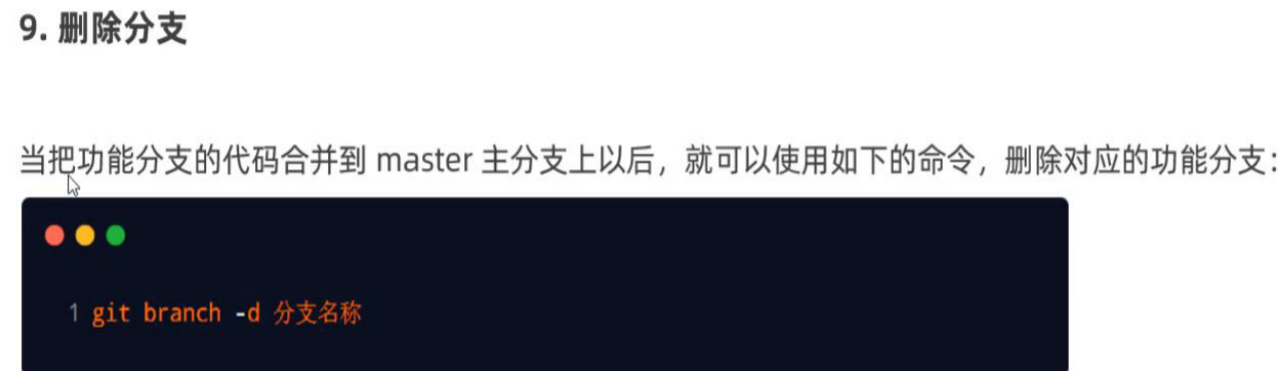 9. 删除分支
当把功能分支的代码合并到 master 主分支上以后，就可以使用如下的命令，删除对应的功能分支：
1 git branch -d 分支名称